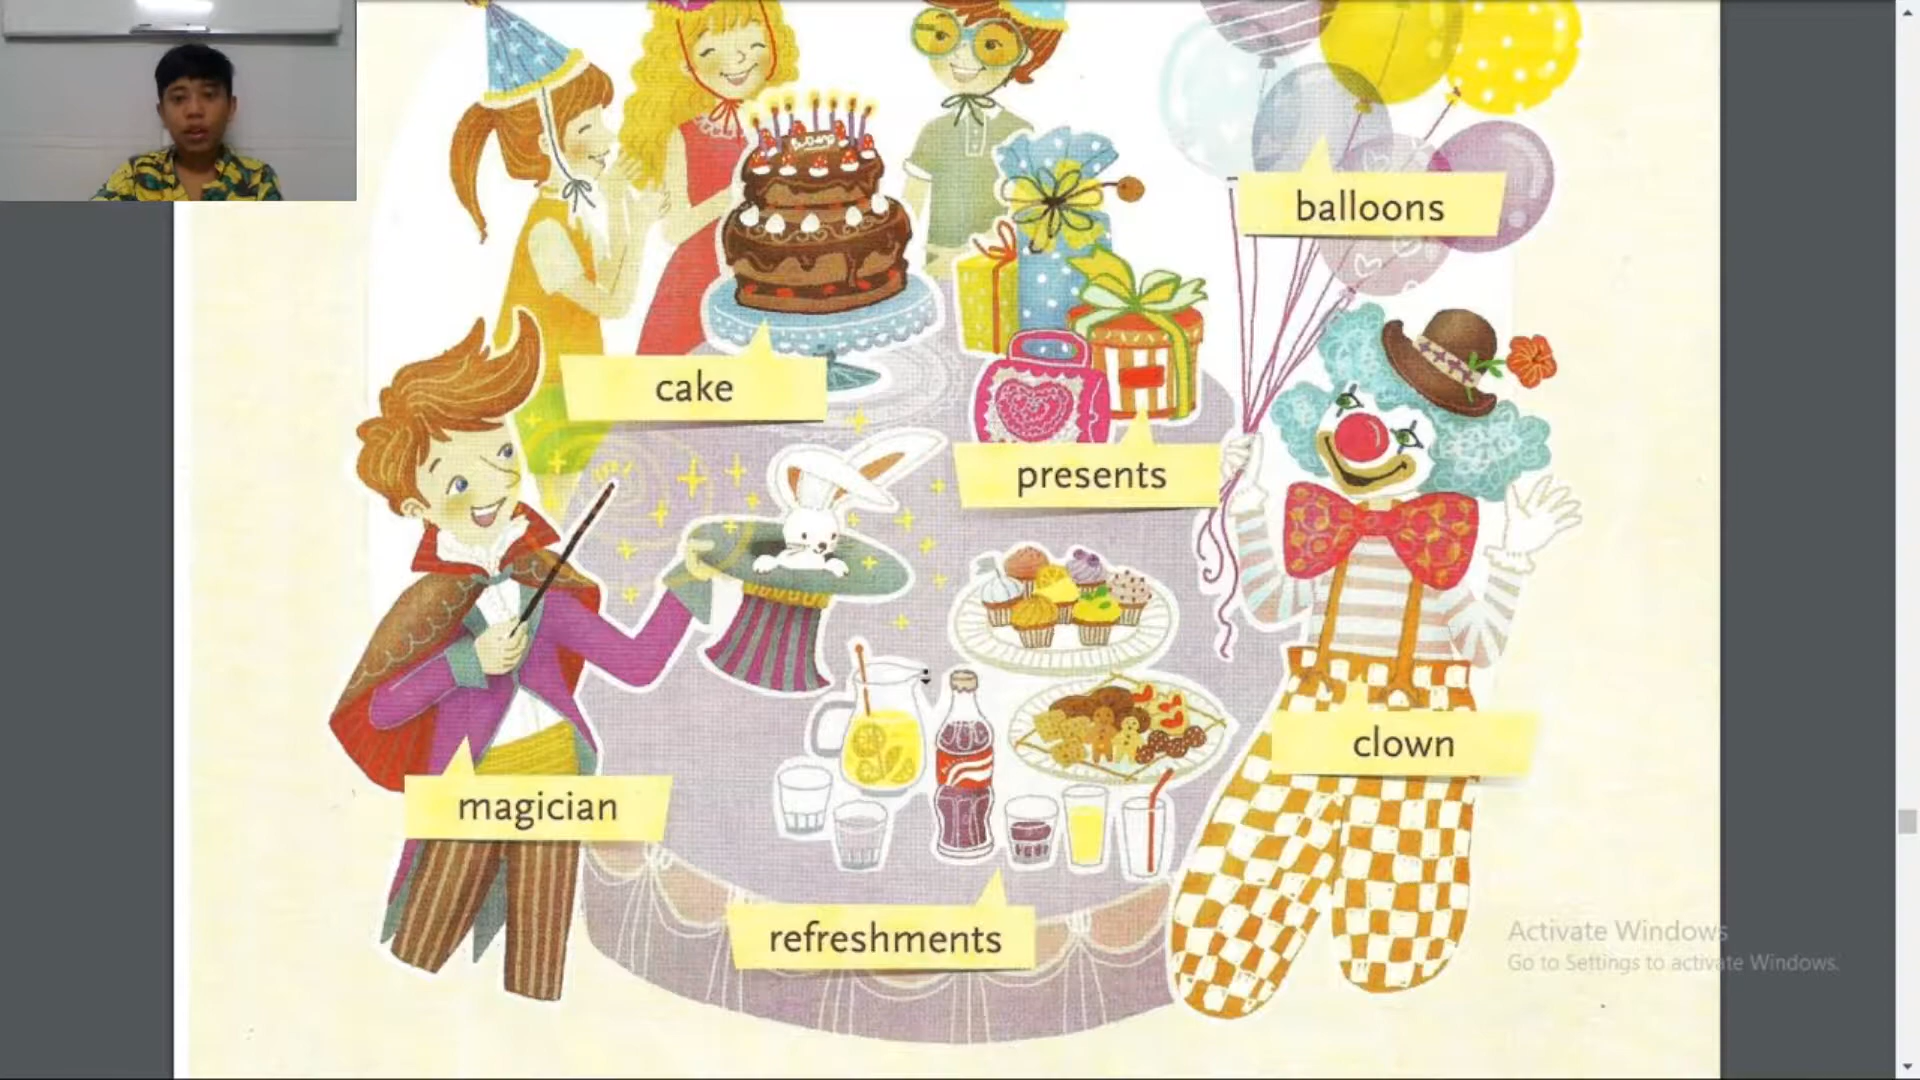 balloons
cake
presents
clown
magician
refreshments
Activate Windows
Go to Settings to activate Windows.